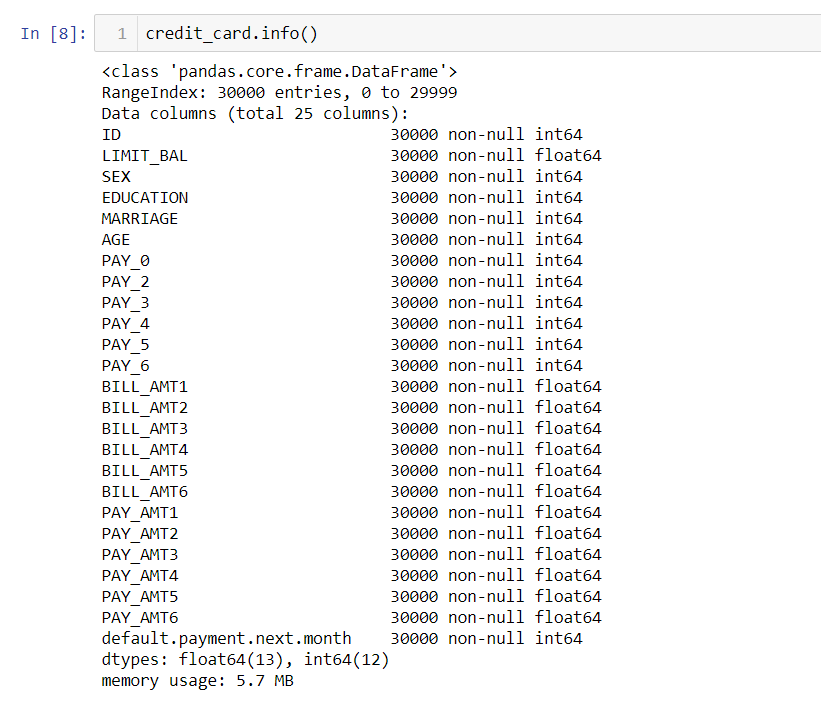 In [8]: 1 credit_card.info()
<class 'pandas.core.frame.DataFrame'>
RangeIndex: 30000 entries, 0 to 29999
Data columns (total 25 columns):
ID                            30000 non-null int64
LIMIT_BAL                     30000 non-null float64
SEX                           30000 non-null int64
EDUCATION                     30000 non-null int64
MARRIAGE                      30000 non-null int64
AGE                           30000 non-null int64
PAY_0                         30000 non-null int64
PAY_2                         30000 non-null int64
PAY_3                         30000 non-null int64
PAY_4                         30000 non-null int64
PAY_5                         30000 non-null int64
PAY_6                         30000 non-null int64
BILL_AMT1                     30000 non-null float64
BILL_AMT2                     30000 non-null float64
BILL_AMT3                     30000 non-null float64
BILL_AMT4                     30000 non-null float64
BILL_AMT5                     30000 non-null float64
BILL_AMT6                     30000 non-null float64
PAY_AMT1                      30000 non-null float64
PAY_AMT2                      30000 non-null float64
PAY_AMT3                      30000 non-null float64
PAY_AMT4                      30000 non-null float64
PAY_AMT5                      30000 non-null float64
PAY_AMT6                      30000 non-null float64
default.payment.next.month    30000 non-null int64
dtypes: float64(13), int64(12)
memory usage: 5.7 MB